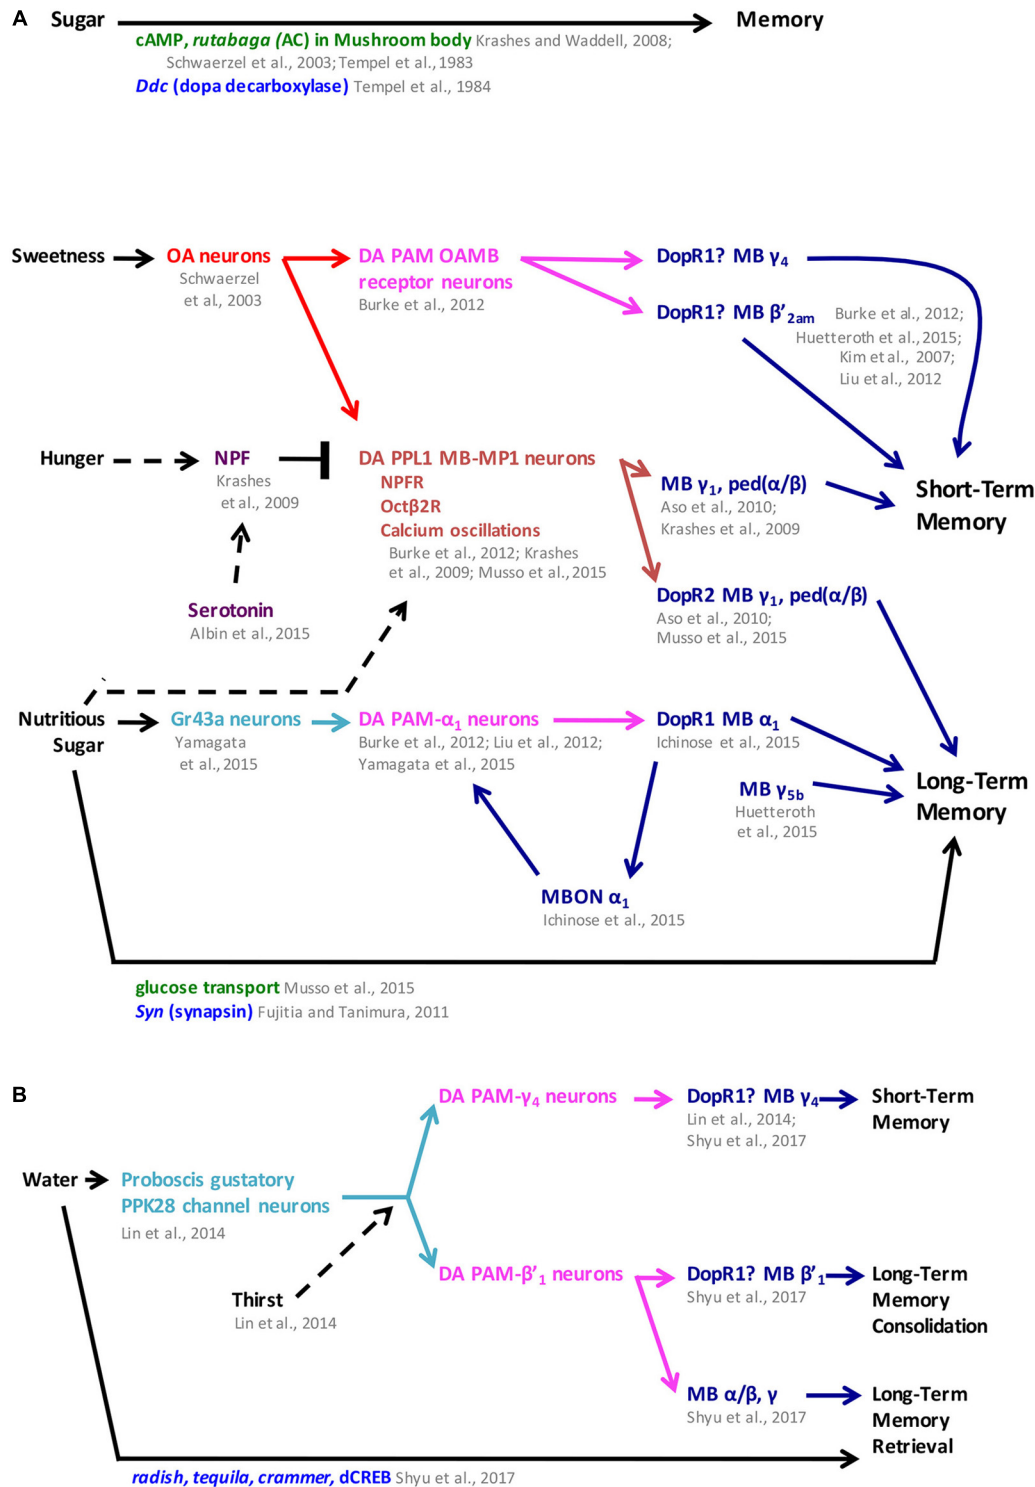 A
Sugar
Memory
cAMP, rutabaga (AC) in Mushroom body Krashes and Waddell, 2008;
Schwaerzel et al., 2003; Tempel et al., 1983
Ddc (dopa decarboxylase) Tempel et al., 1984
Sweetness
OA neurons
Schwaerzel
et al., 2003
DA PAM OAMB
receptor neurons
Burke et al., 2012
DopR1? MB γ4
DopR1? MB β’2am
Burke et al., 2012;
Huetteroth et al., 2015;
Kim et al., 2007;
Liu et al., 2012
Hunger
NPF
Krashes
et al., 2009
DA PPL1 MB-MP1 neurons
NPFR
Octβ2R
Calcium oscillations
Burke et al., 2012; Krashes
et al., 2009; Musso et al., 2015
MB γ1, ped(α/β)
Aso et al., 2010;
Krashes et al., 2009
Short-Term
Memory
Serotonin
Albin et al., 2015
DopR2 MB γ1, ped(α/β)
Aso et al., 2010;
Musso et al., 2015
Nutritious
Sugar
Gr43a neurons
Yamagata
et al., 2015
DA PAM-α1 neurons
Burke et al., 2012; Liu et al., 2012;
Yamagata et al., 2015
DopR1 MB α1
Ichinose et al., 2015
MB γ5b
Huetteroth
et al., 2015
Long-Term
Memory
MBON α1
Ichinose et al., 2015
glucose transport Musso et al., 2015
Syn (synapsin) Fujitia and Tanimura, 2011
B
DA PAM-γ4 neurons
DopR1? MB γ4
Lin et al., 2014;
Shyu et al., 2017
Short-Term
Memory
Water
Proboscis gustatory
PPK28 channel neurons
Lin et al., 2014
Thirst
Lin et al., 2014
DA PAM-β’1 neurons
DopR1? MB β’1
Shyu et al., 2017
Long-Term
Memory
Consolidation
MB α/β, γ
Shyu et al., 2017
Long-Term
Memory
Retrieval
radish, tequila, crammer, dCREB Shyu et al., 2017